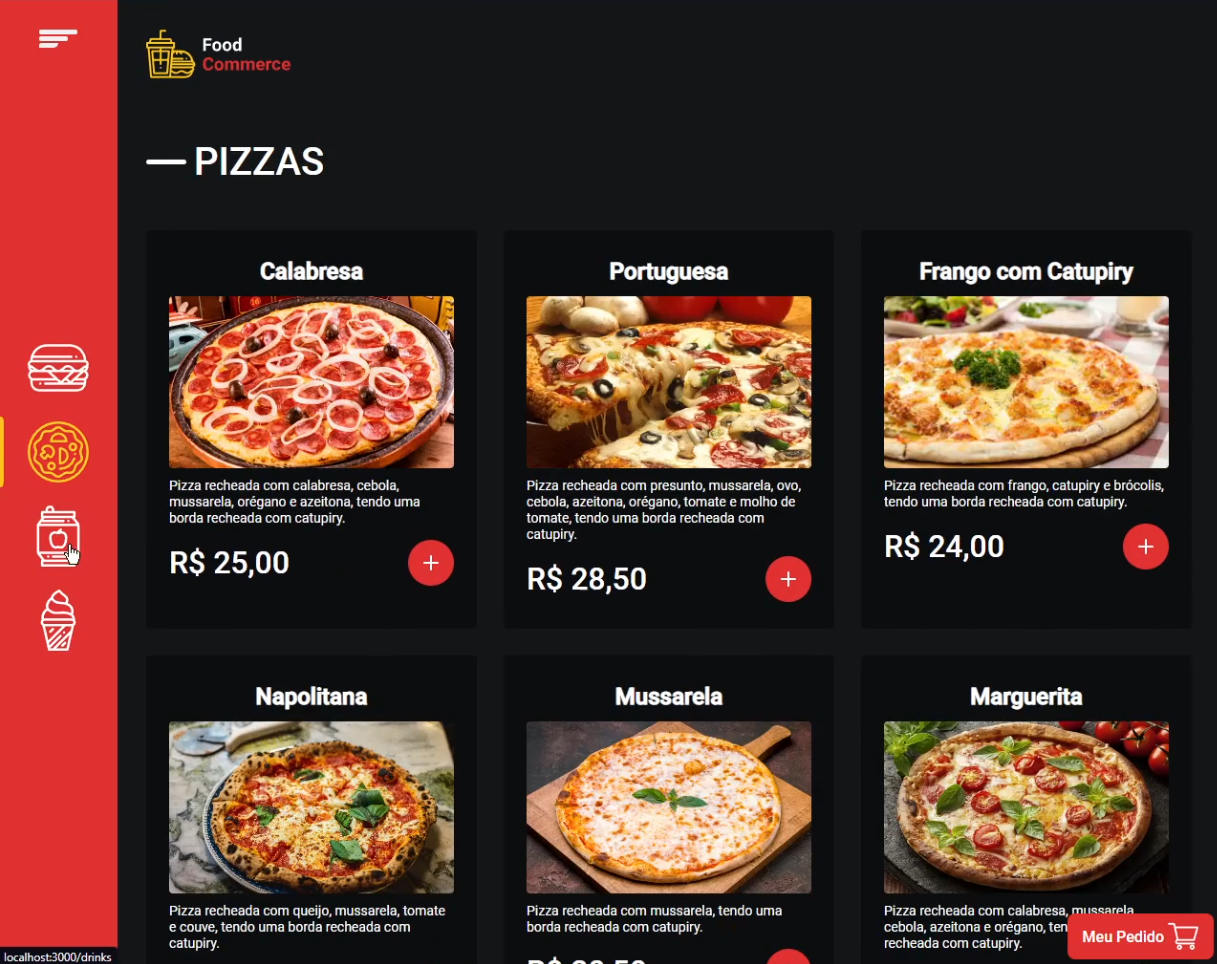 Food
Commerce
PIZZAS
Calabresa
Pizza recheada com calabresa, cebola,
mussarela, orégano e azeitona, tendo uma
borda recheada com catupiry.
R$ 25,00
+
Portuguesa
Pizza recheada com presunto, mussarela, ovo,
cebola, azeitona, orégano, tomate e molho de
tomate, tendo uma borda recheada com
catupiry.
R$ 28,50
+
Frango com Catupiry
Pizza recheada com frango, catupiry e brócolis,
tendo uma borda recheada com catupiry.
R$ 24,00
+
Napolitana
Pizza recheada com queijo, mussarela, tomate
e couve, tendo uma borda recheada com
catupiry.
Mussarela
Pizza recheada com mussarela, tendo uma
borda recheada com catupiry.
Marguerita
Pizza recheada com calabresa, mussarela,
cebola, azeitona e orégano, ten
recheada com catupiry.
Meu Pedido
localhost:3000/drinks